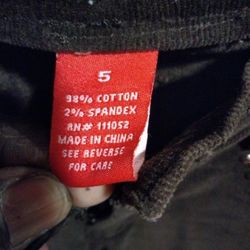 5
98% COTTON
2% SPANDEX
RN# 111052
MADE IN CHINA
SEE REVERSE
FOR CARE